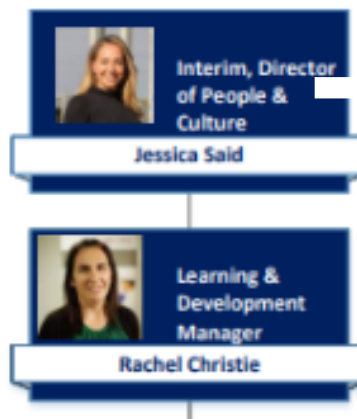 Interim, Director
of People &
Culture
Jessica Said
Learning &
Development
Manager
Rachel Christie